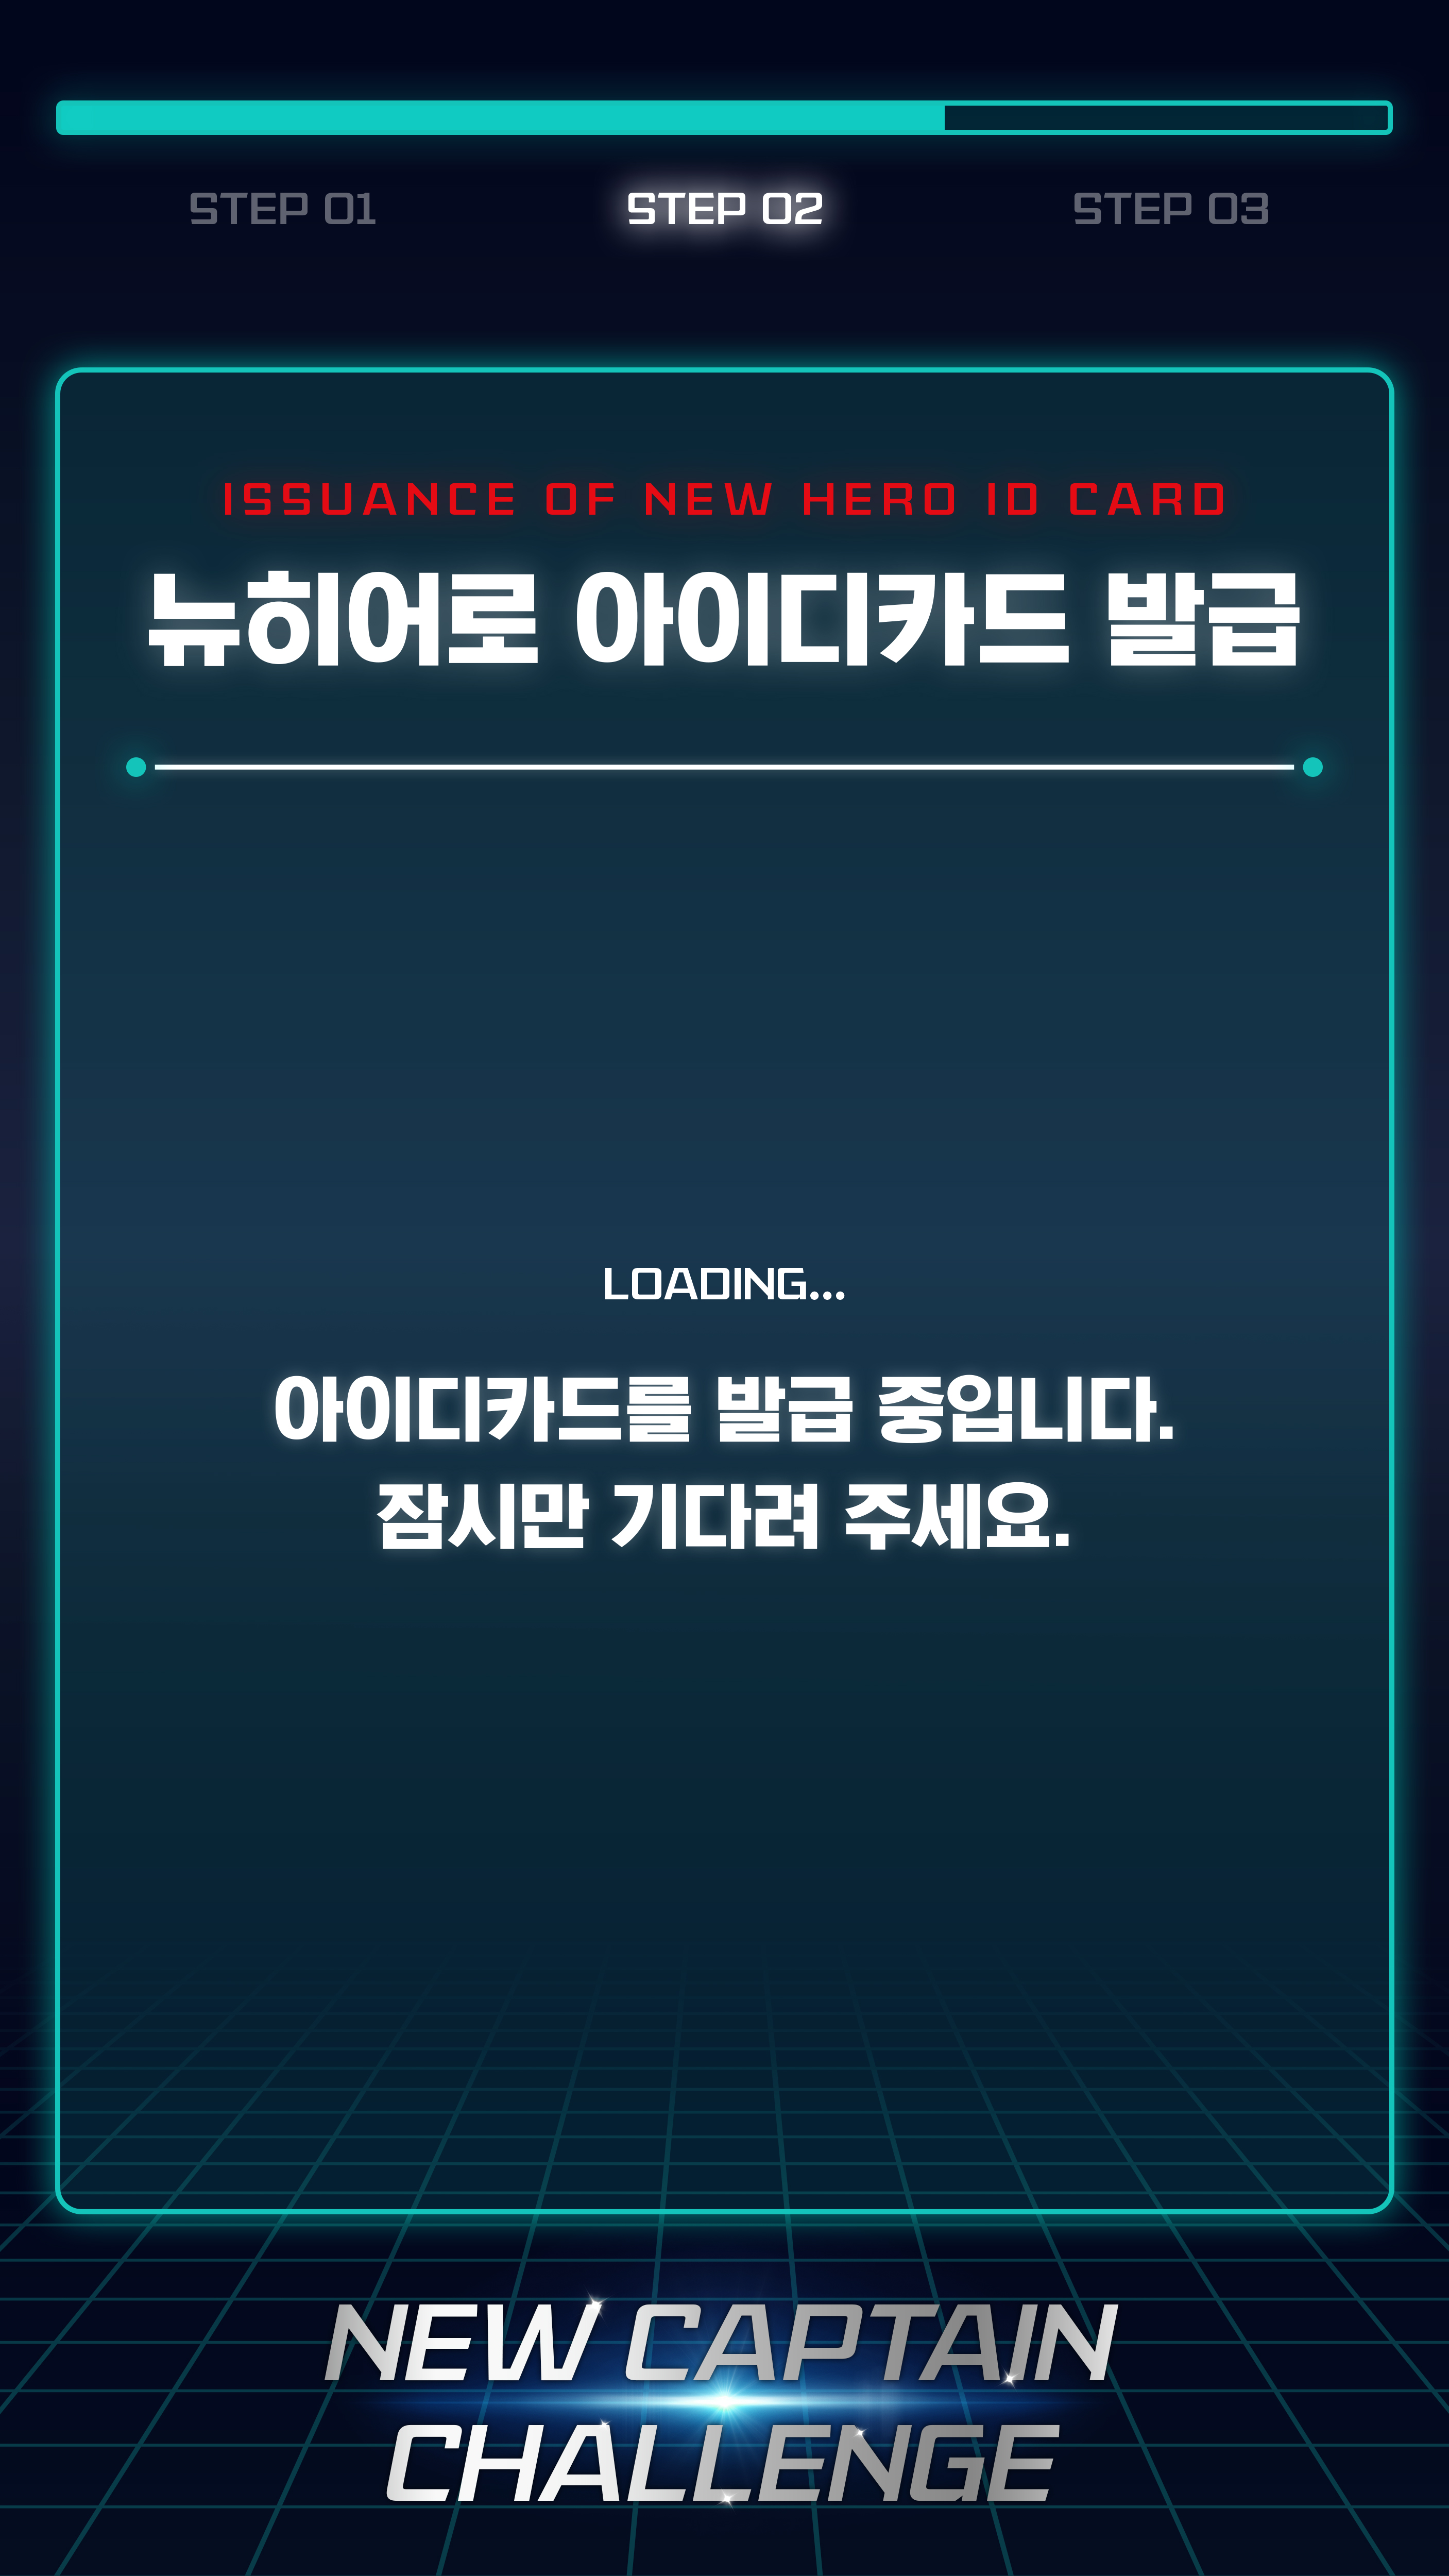 STEP 01 STEP 02 STEP 03
ISSUANCE OF NEW HERO ID CARD
뉴히어로 아이디카드 발급
LOADING...
아이디카드를 발급 중입니다.
잠시만 기다려 주세요.
NEW CAPTAIN
CHALLENGE